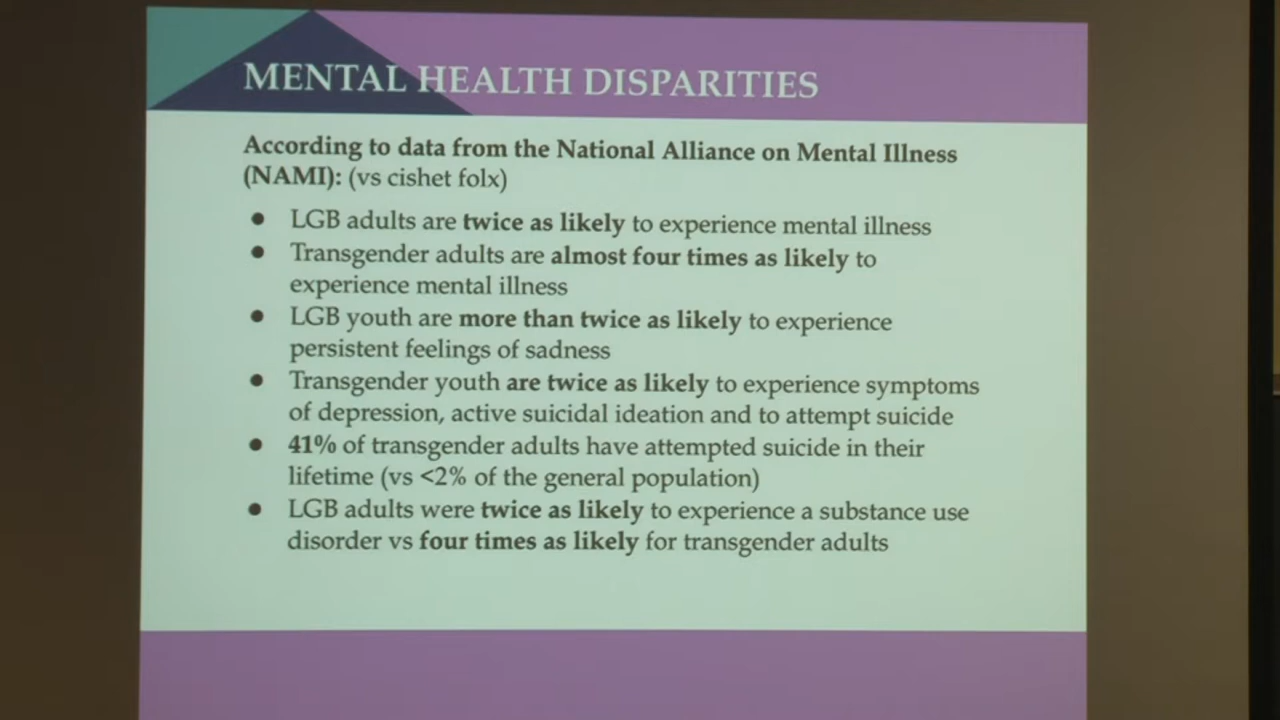 MENTAL HEALTH DISPARITIES
According to data from the National Alliance on Mental Illness
(NAMI): (vs cishet folx)
● LGB adults are twice as likely to experience mental illness
● Transgender adults are almost four times as likely to
experience mental illness
● LGB youth are more than twice as likely to experience
persistent feelings of sadness
● Transgender youth are twice as likely to experience symptoms
of depression, active suicidal ideation and to attempt suicide
● 41% of transgender adults have attempted suicide in their
lifetime (vs <2% of the general population)
● LGB adults were twice as likely to experience a substance use
disorder vs four times as likely for transgender adults